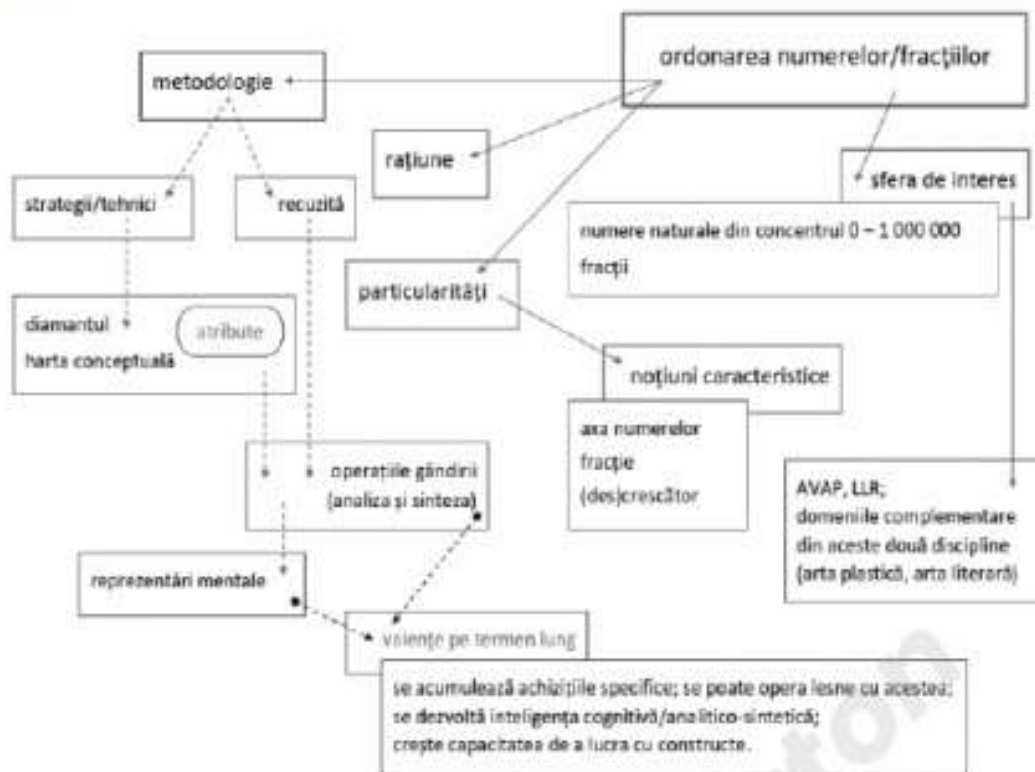 ordonarea numerelor/fracțiilor
metodologie
rațiune
sfera de interes
strategii/tehnici
recuzită
numere naturale din concentrul 0 – 1 000 000
fracții
particularități
diamantul
atribute
harta conceptuală
noțiuni caracteristice
axa numerelor
fracție
(des)crescător
operațiile gândirii
(analiza și sinteza)
AVAP, LLR;
domeniile complementare
din aceste două discipline
(arta plastică, arta literară)
reprezentări mentale
valențe pe termen lung
se acumulează achizițiile specifice; se poate opera lesne cu acestea;
se dezvoltă inteligența cognitivă/analitico-sintetică;
crește capacitatea de a lucra cu constructe.